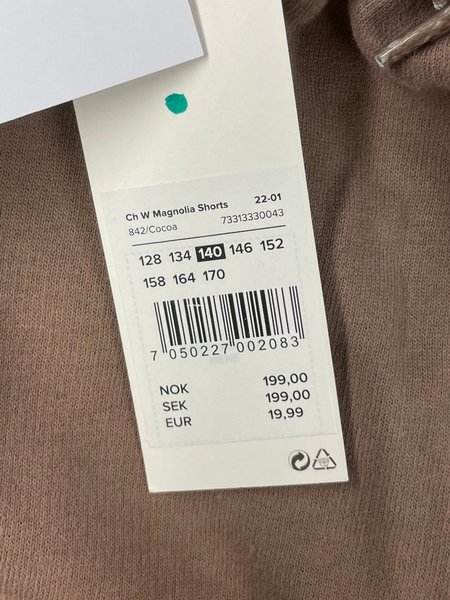 Ch W Magnolia Shorts 22-01
842/Cocoa 73313330043
128 134 140 146 152
158 164 170
7 050227 002083
NOK 199,00
SEK 199,00
EUR 19,99